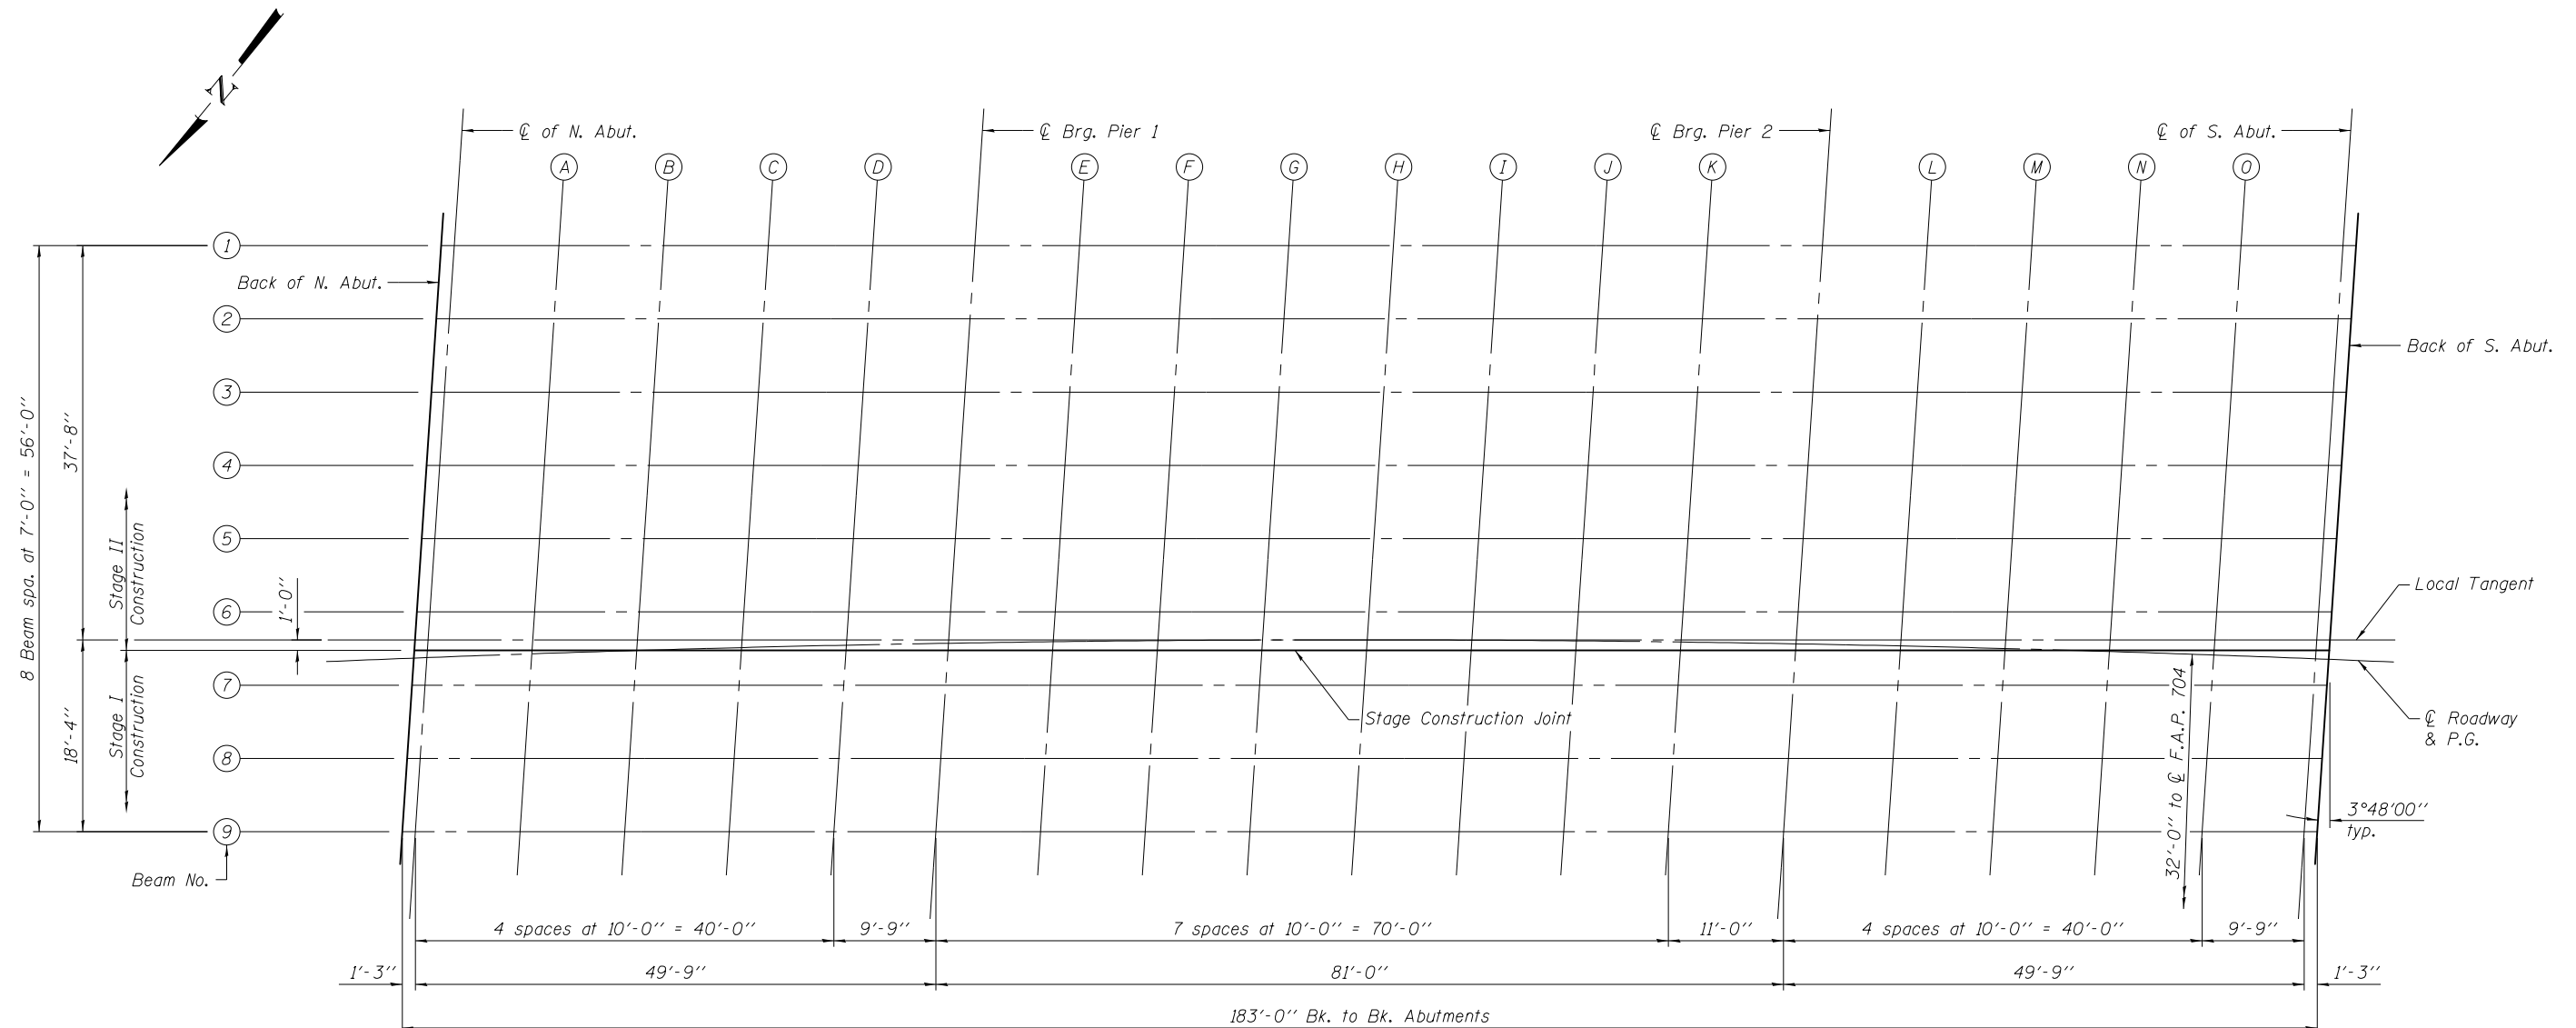 N
℄ of N. Abut.
℄ Brg. Pier 1
℄ Brg. Pier 2
℄ of S. Abut.
A
B
C
D
E
F
G
H
I
J
K
L
M
N
O
1
2
3
4
5
6
7
8
9
Back of N. Abut.
Back of S. Abut.
8 Beam spa. at 7'-0" = 56'-0"
37'-8"
18'-4"
Stage II
Construction
Stage I
Construction
1'-0"
Local Tangent
Stage Construction Joint
℄ Roadway
& P.G.
32'-0" to ℄ F.A.P. 704
3°48'00"
typ.
Beam No.
4 spaces at 10'-0" = 40'-0"
9'-9"
7 spaces at 10'-0" = 70'-0"
11'-0"
4 spaces at 10'-0" = 40'-0"
9'-9"
1'-3"
49'-9"
81'-0"
49'-9"
1'-3"
183'-0" Bk. to Bk. Abutments